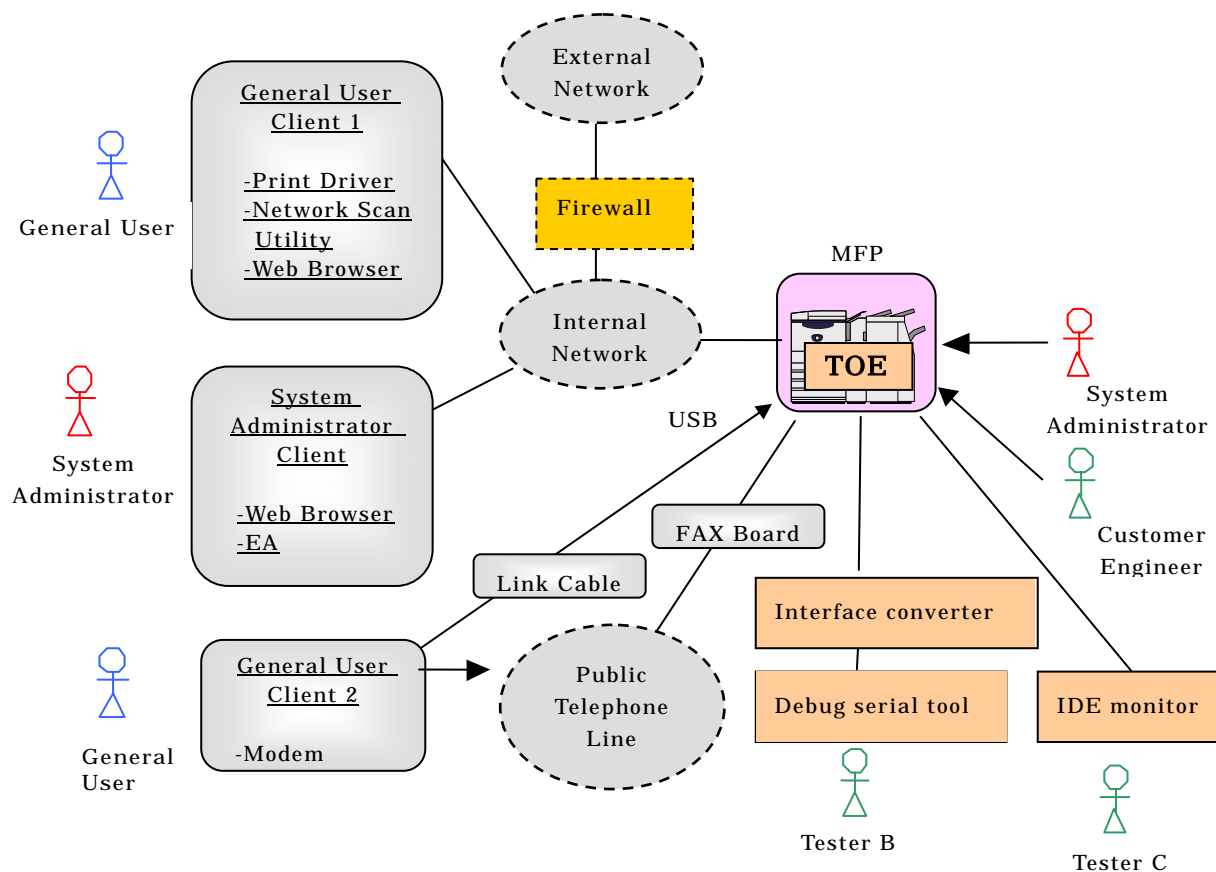 External
Network
General User
Client 1
-Print Driver
-Network Scan
Utility
-Web Browser
General User
Firewall
MFP
Internal
Network
TOE
System
Administrator
System
Administrator
Client
-Web Browser
-EA
System
Administrator
USB
FAX Board
Link Cable
Customer
Engineer
Interface converter
General User
Client 2
-Modem
General
User
Public
Telephone
Line
Debug serial tool
IDE monitor
Tester B
Tester C